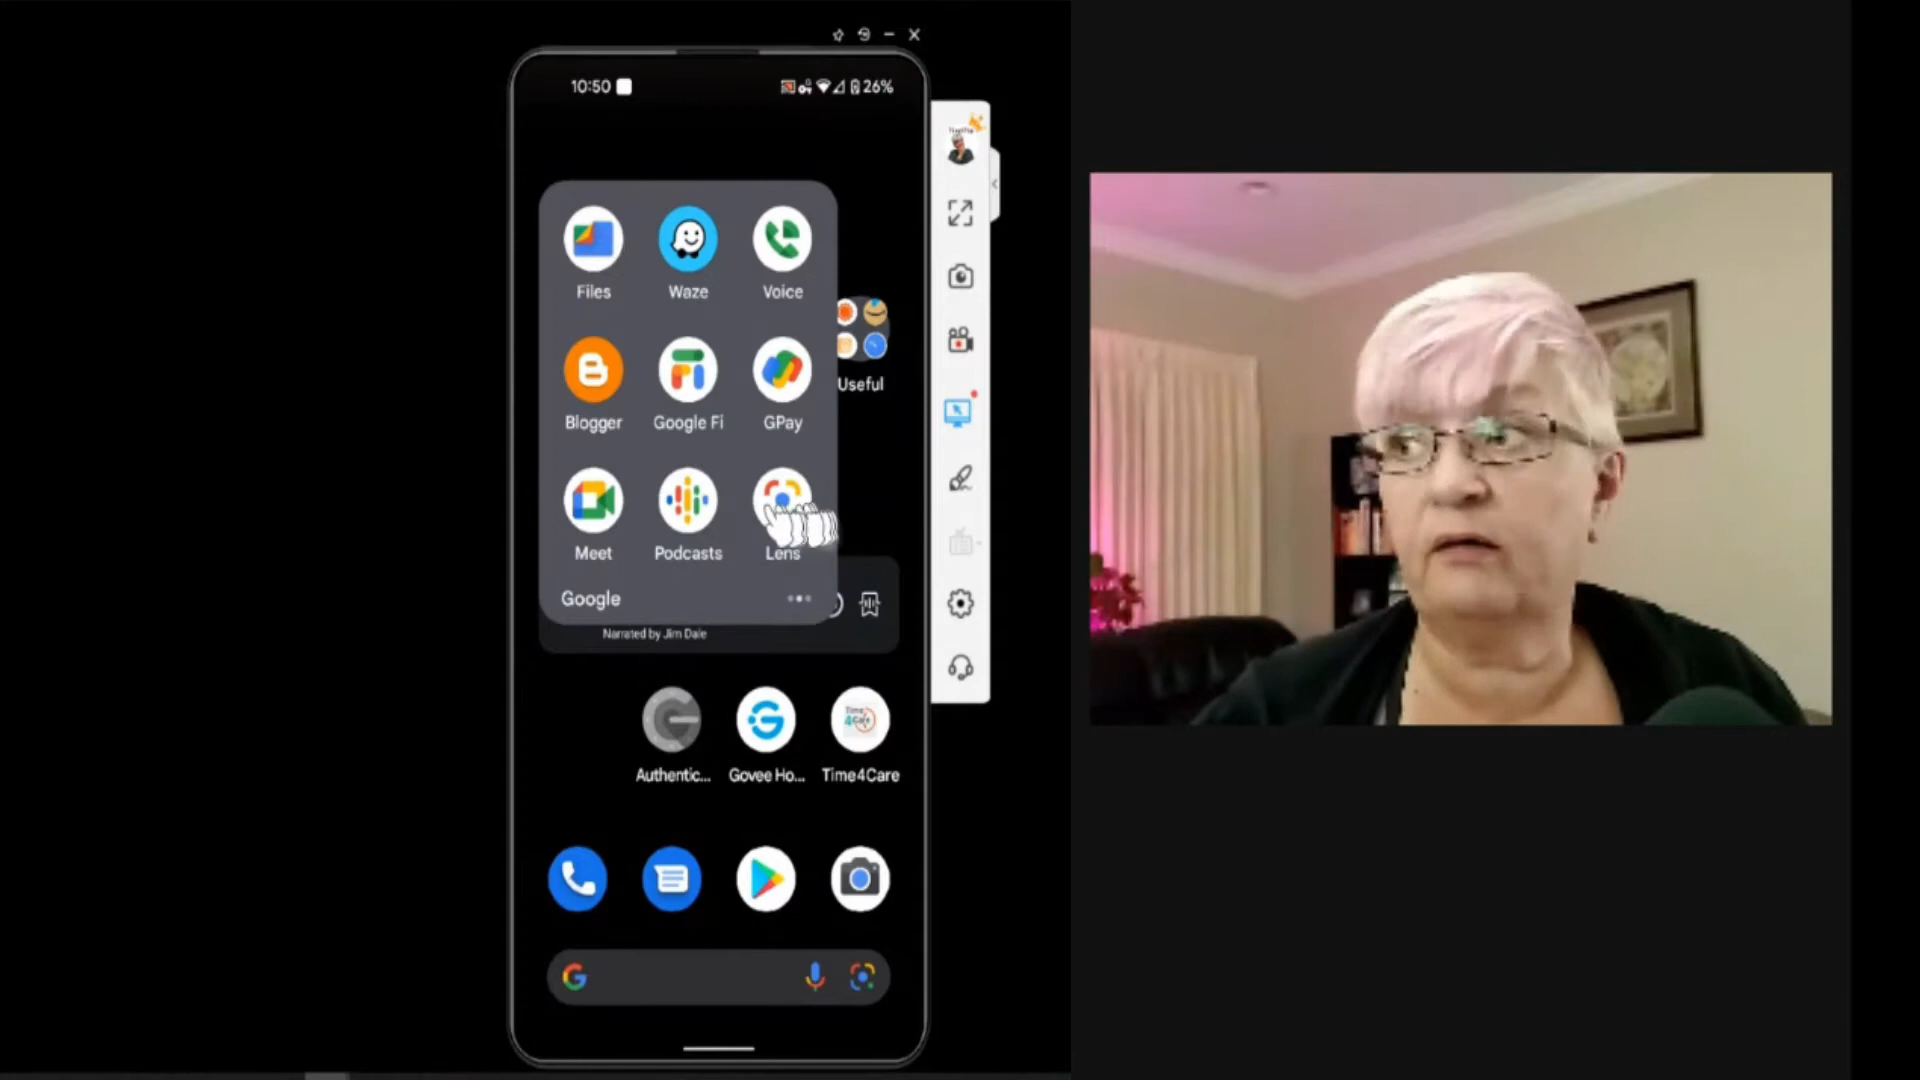 10:50
26%
Files
Waze
Voice
Blogger
Google Fi
GPay
Useful
Meet
Podcasts
Lens
Google
Narrated by Jim Dale
Authentic...
Govee Ho...
Time4Care